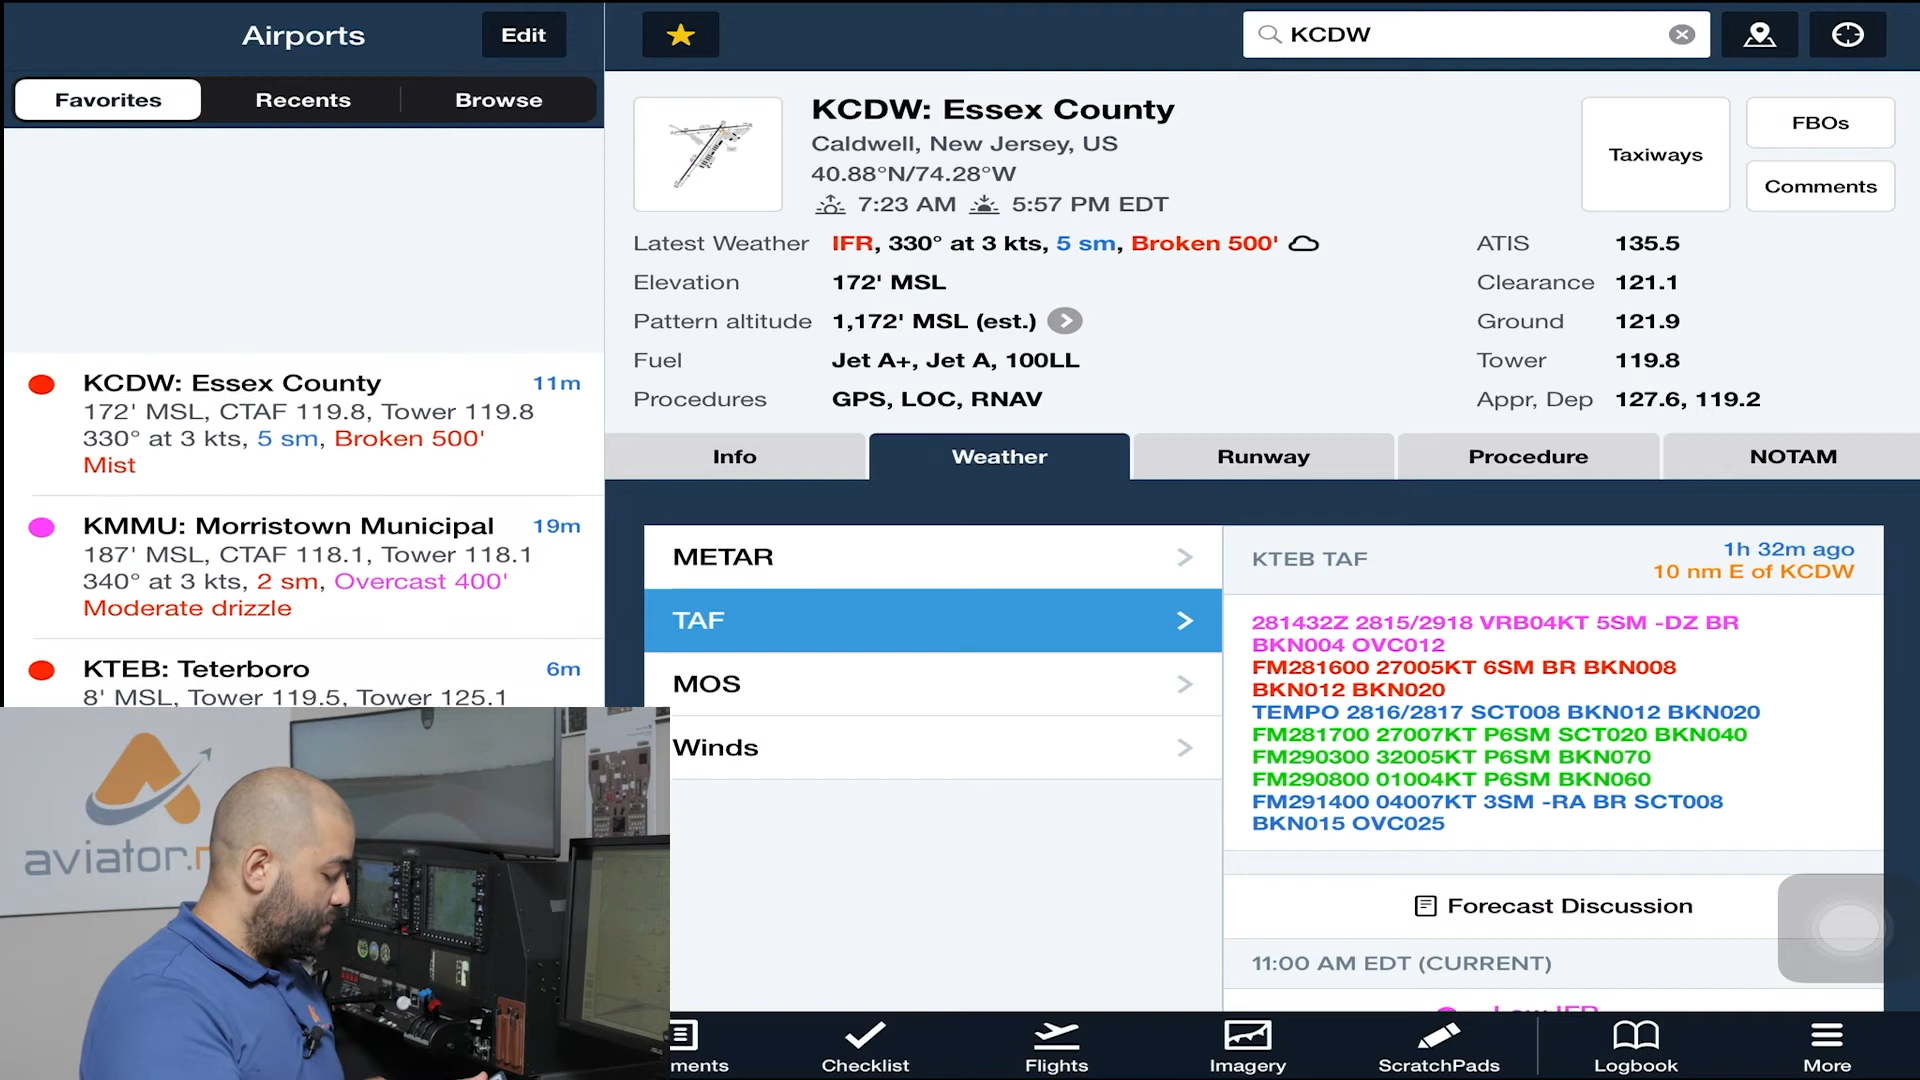 Airports
Edit
Favorites
Recents
Browse
KCDW: Essex County
11m
172' MSL, CTAF 119.8, Tower 119.8
330° at 3 kts, 5 sm, Broken 500'
Mist
KMMU: Morristown Municipal
19m
187' MSL, CTAF 118.1, Tower 118.1
340° at 3 kts, 2 sm, Overcast 400'
Moderate drizzle
KTEB: Teterboro
6m
8' MSL, Tower 119.5, Tower 125.1
KCDW
KCDW: Essex County
Caldwell, New Jersey, US
40.88°N/74.28°W
7:23 AM 5:57 PM EDT
Taxiways
FBOs
Comments
Latest Weather IFR, 330° at 3 kts, 5 sm, Broken 500'
Elevation 172' MSL
Pattern altitude 1,172' MSL (est.)
Fuel Jet A+, Jet A, 100LL
Procedures GPS, LOC, RNAV
ATIS 135.5
Clearance 121.1
Ground 121.9
Tower 119.8
Appr, Dep 127.6, 119.2
Info
Weather
Runway
Procedure
NOTAM
METAR
TAF
MOS
Winds
KTEB TAF
1h 32m ago
10 nm E of KCDW
281432Z 2815/2918 VRB04KT 5SM -DZ BR
BKN004 OVC012
FM281600 27005KT 6SM BR BKN008
BKN012 BKN020
TEMPO 2816/2817 SCT008 BKN012 BKN020
FM281700 27007KT P6SM SCT020 BKN040
FM290300 32005KT P6SM BKN070
FM290800 01004KT P6SM BKN060
FM291400 04007KT 3SM -RA BR SCT008
BKN015 OVC025
Forecast Discussion
11:00 AM EDT (CURRENT)
Low IFR
aviator.
ments
Checklist
Flights
Imagery
ScratchPads
Logbook
More